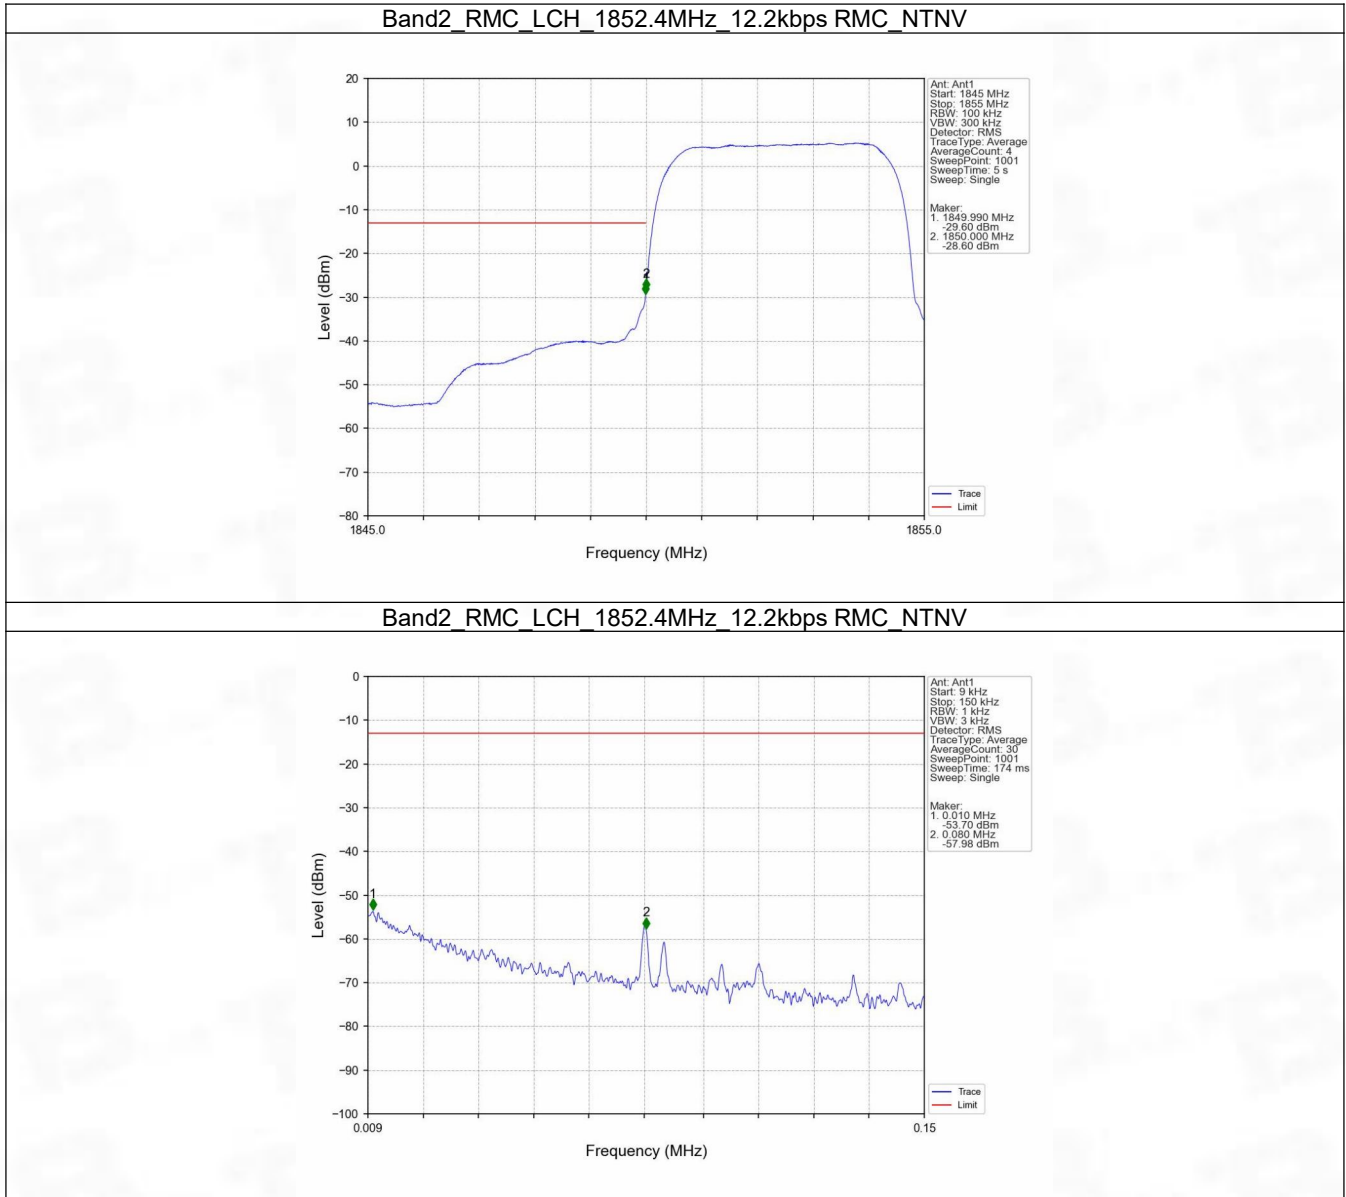 Band2_RMC_LCH_1852.4MHz_12.2kbps RMC_NTNV
20
10
0
−10
−20
−30
−40
−50
−60
−70
−80
Level (dBm)
2
1845.0
1855.0
Frequency (MHz)
Ant: Ant1
Start: 1845 MHz
Stop: 1855 MHz
RBW: 100 kHz
VBW: 300 kHz
Detector: RMS
TraceType: Average
AverageCount: 4
SweepPoint: 1001
SweepTime: 5 s
Sweep: Single
Maker:
1. 1849.990 MHz
-29.60 dBm
2. 1850.000 MHz
-28.60 dBm
Trace
Limit
Band2_RMC_LCH_1852.4MHz_12.2kbps RMC_NTNV
0
−10
−20
−30
−40
−50
−60
−70
−80
−90
−100
Level (dBm)
1
2
0.009
0.15
Frequency (MHz)
Ant: Ant1
Start: 9 kHz
Stop: 150 kHz
RBW: 1 kHz
VBW: 3 kHz
Detector: RMS
TraceType: Average
AverageCount: 30
SweepPoint: 1001
SweepTime: 174 ms
Sweep: Single
Maker:
1. 0.010 MHz
-53.70 dBm
2. 0.080 MHz
-57.98 dBm
Trace
Limit